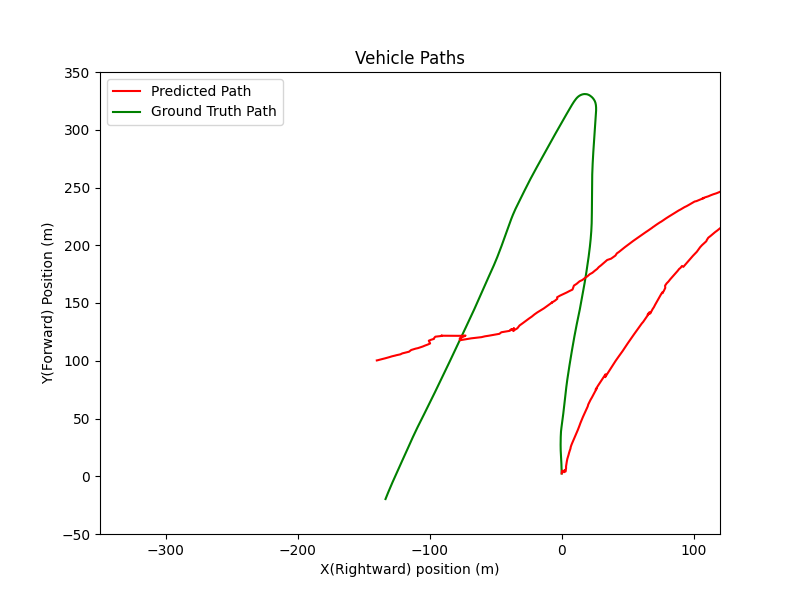 Vehicle Paths
Predicted Path
Ground Truth Path
Y(Forward) Position (m)
350
300
250
200
150
100
50
0
−50
−300
−200
−100
0
100
X(Rightward) position (m)